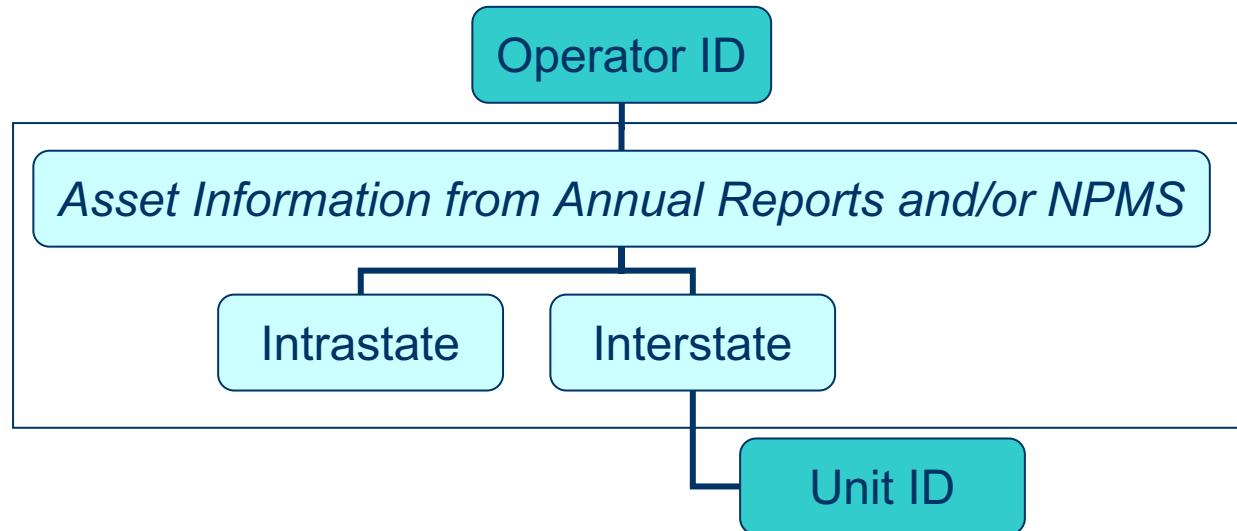 Operator ID
Asset Information from Annual Reports and/or NPMS
Intrastate
Interstate
Unit ID